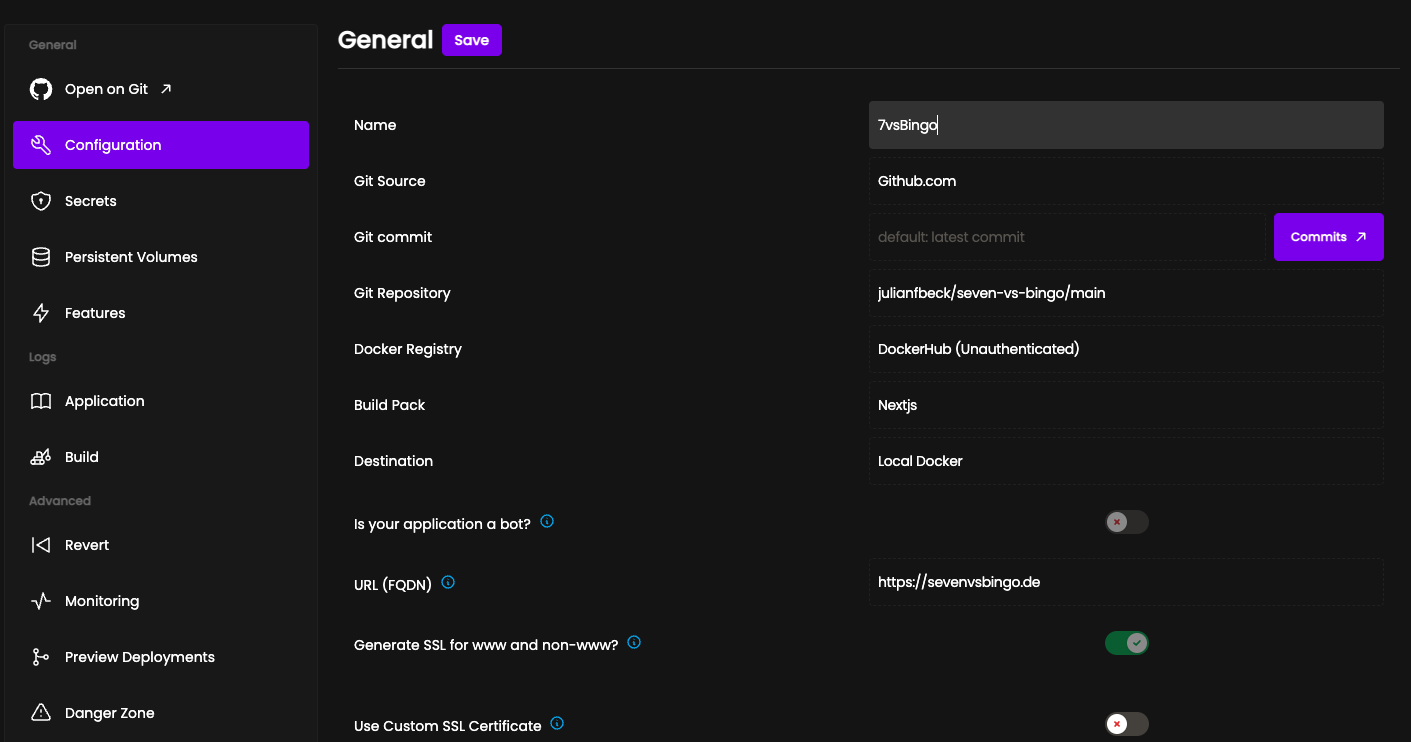 General
Open on Git
Configuration
Secrets
Persistent Volumes
Features
Logs
Application
Build
Advanced
Revert
Monitoring
Preview Deployments
Danger Zone
General
Save
Name
7vsBingo
Git Source
Github.com
Git commit
default: latest commit
Commits
Git Repository
julianfbeck/seven-vs-bingo/main
Docker Registry
DockerHub (Unauthenticated)
Build Pack
Nextjs
Destination
Local Docker
Is your application a bot?
URL (FQDN)
https://sevenvsbingo.de
Generate SSL for www and non-www?
Use Custom SSL Certificate